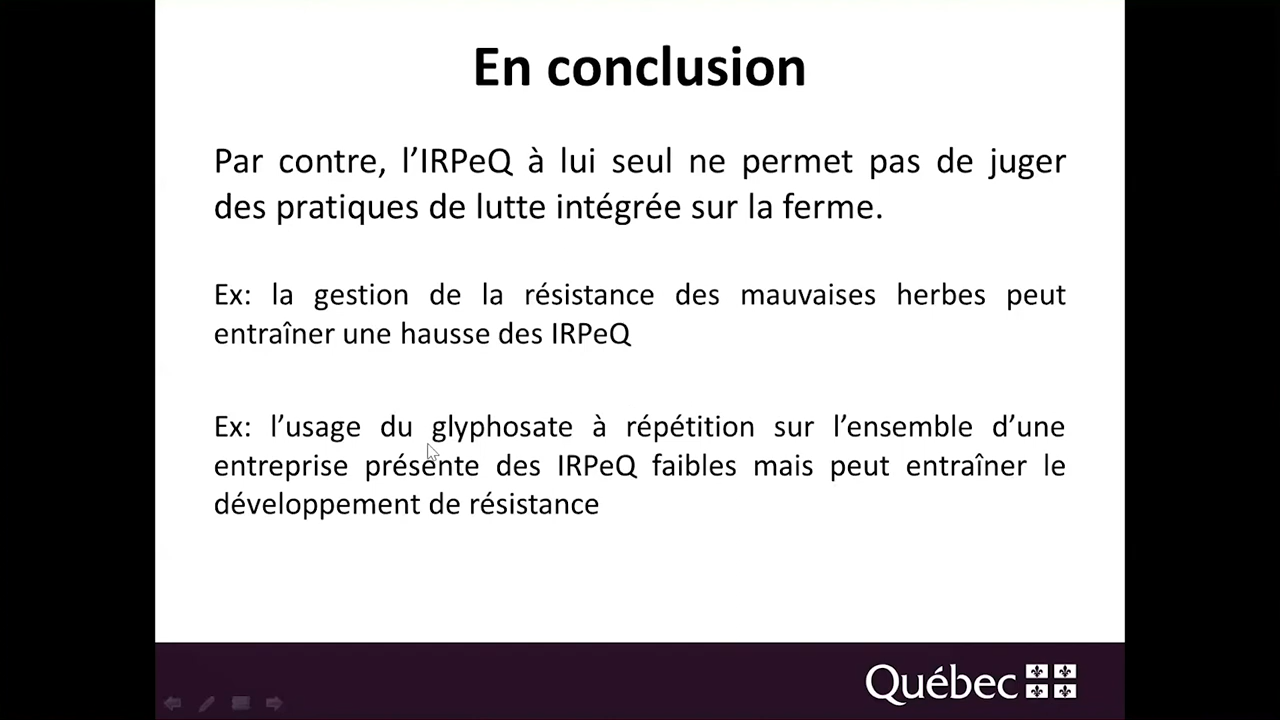 En conclusion
Par contre, l’IRPeQ à lui seul ne permet pas de juger
des pratiques de lutte intégrée sur la ferme.
Ex: la gestion de la résistance des mauvaises herbes peut
entraîner une hausse des IRPeQ
Ex: l’usage du glyphosate à répétition sur l’ensemble d’une
entreprise présente des IRPeQ faibles mais peut entraîner le
développement de résistance
Québec